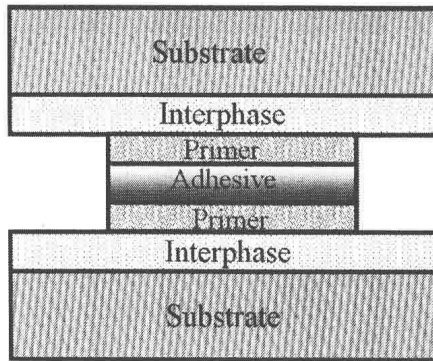 Substrate
Interphase
Primer
Adhesive
Primer
Interphase
Substrate